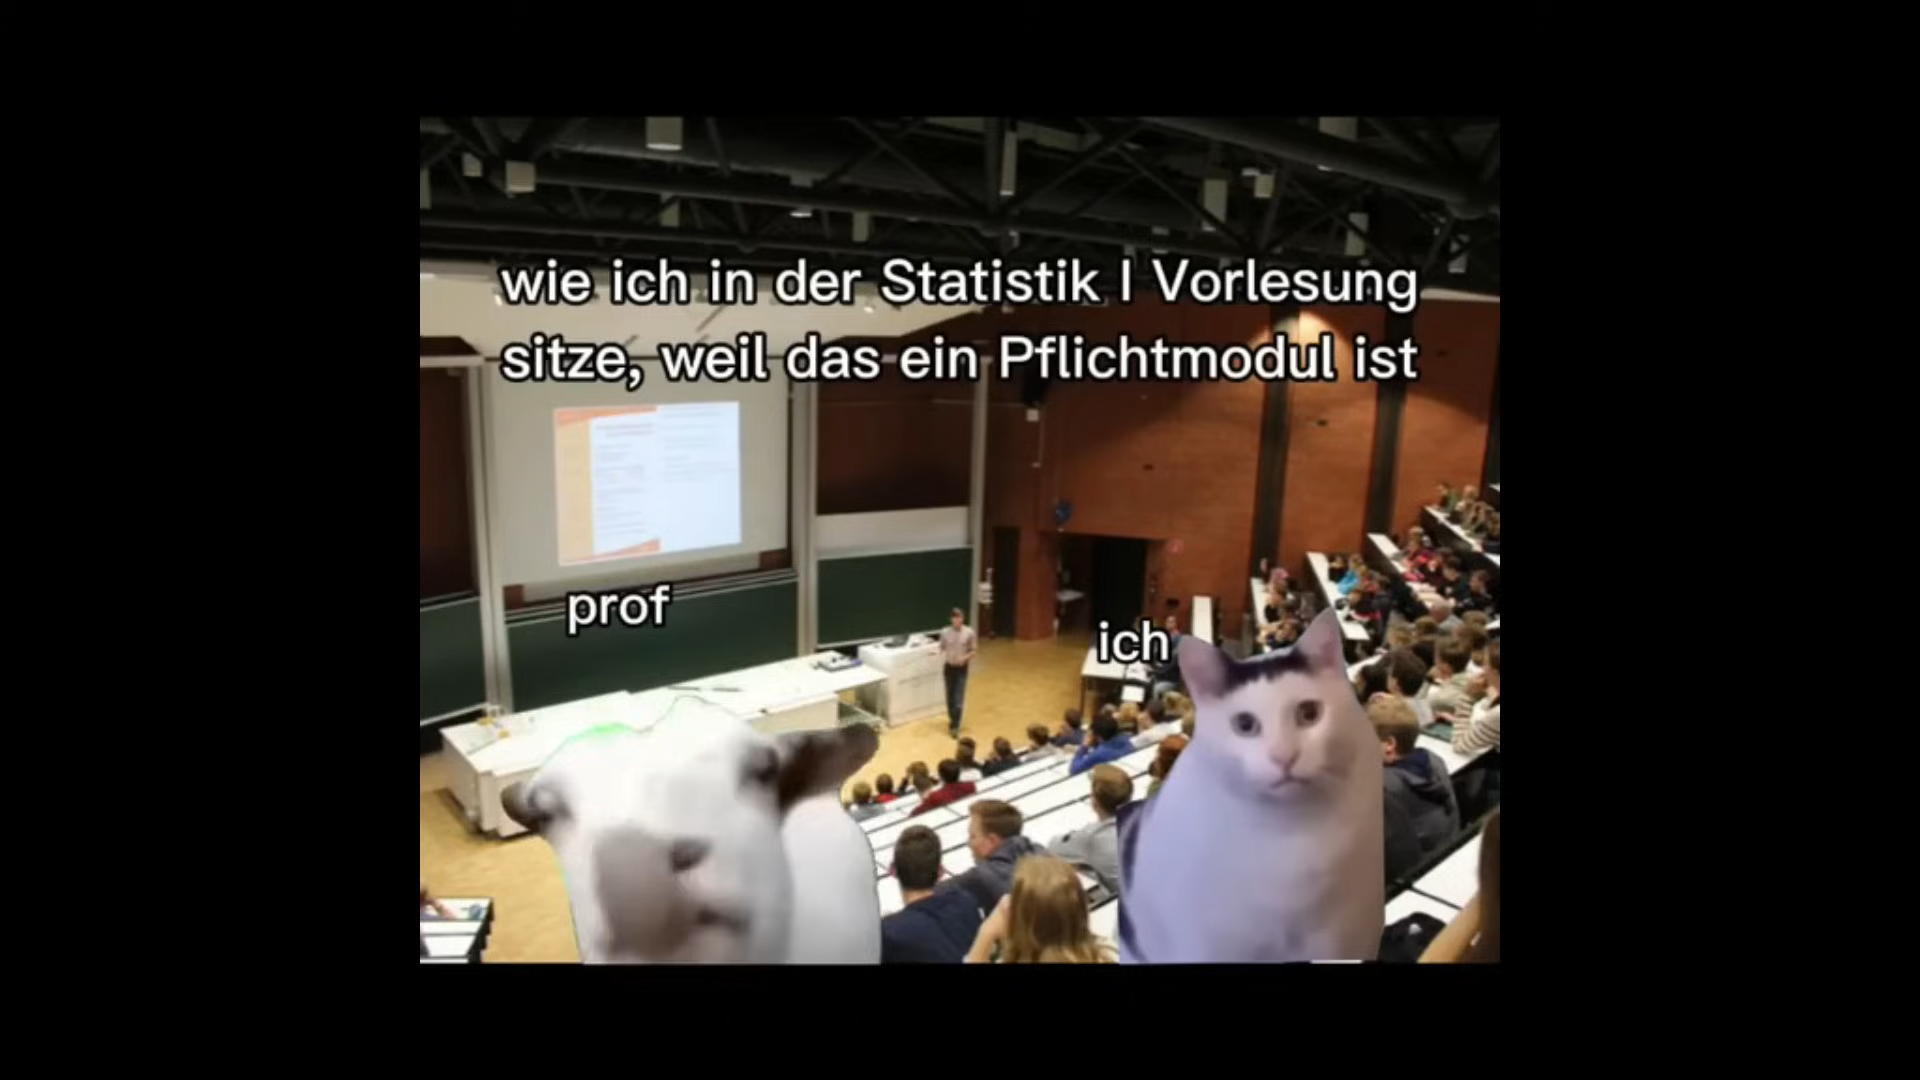 wie ich in der Statistik I Vorlesung
sitze, weil das ein Pflichtmodul ist
prof
ich